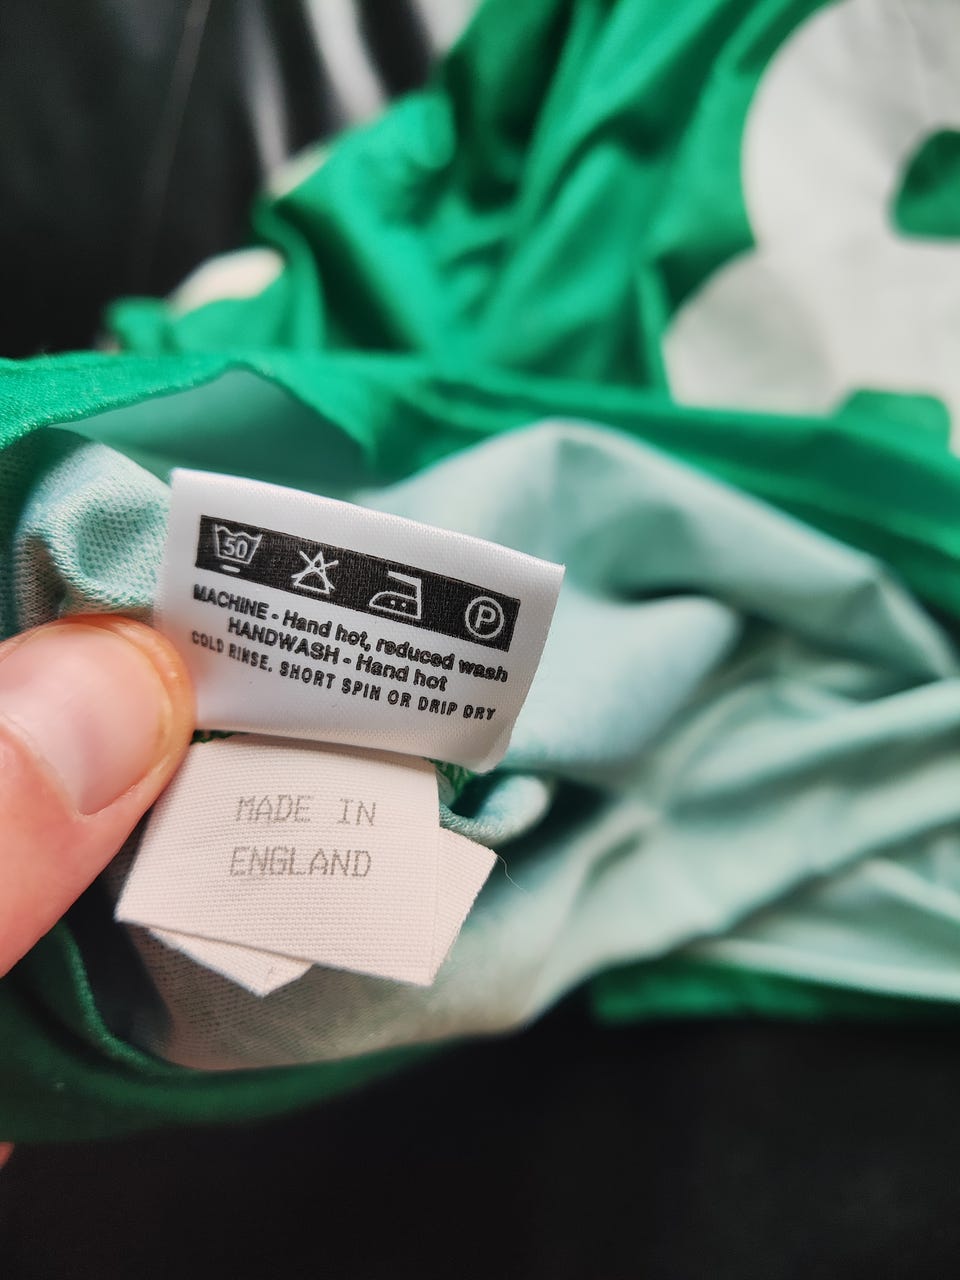 50
P
MACHINE - Hand hot, reduced wash
HANDWASH - Hand hot
COLD RINSE. SHORT SPIN OR DRIP DRY
MADE IN
ENGLAND